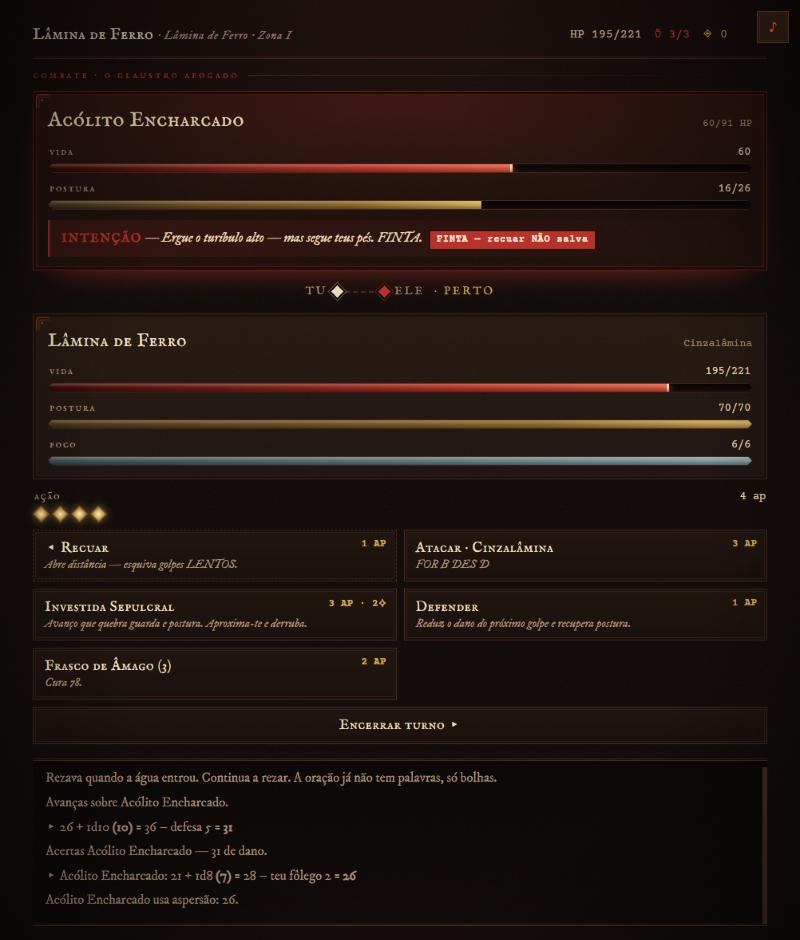 Lâmina de Ferro · Lâmina de Ferro · Zona I
HP 195/221 3/3 0
COMBATE · O CLAUSTRO AFOGADO
Acólito Encharcado
60/91 HP
VIDA 60
POSTURA 16/26
INTENÇÃO — Ergue o turíbulo alto — mas segue teus pés. FINTA. FINTA — recuar NÃO salva
TU ELE · PERTO
Lâmina de Ferro
Cinzalâmina
VIDA 195/221
POSTURA 70/70
FOCO 6/6
AÇÃO 4 ap
◂ Recuar 1 AP
Abre distância — esquiva golpes LENTOS.
Atacar · Cinzalâmina 3 AP
FOR B DES D
Investida Sepulcral 3 AP · 2✧
Avanço que quebra guarda e postura. Aproxima-te e derruba.
Defender 1 AP
Reduz o dano do próximo golpe e recupera postura.
Frasco de Âmago (3) 2 AP
Cura 78.
Encerrar turno ▸
Rezava quando a água entrou. Continua a rezar. A oração já não tem palavras, só bolhas.
Avanças sobre Acólito Encharcado.
▸ 26 + 1d10 (10) = 36 − defesa 5 = 31
Acertas Acólito Encharcado — 31 de dano.
▸ Acólito Encharcado: 21 + 1d8 (7) = 28 − teu fôlego 2 = 26
Acólito Encharcado usa aspersão: 26.